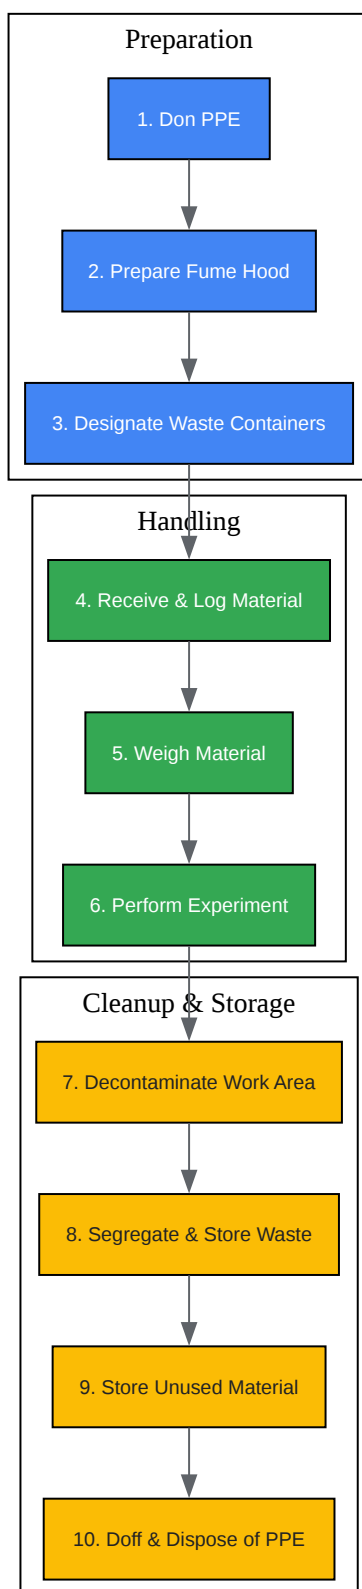 Preparation
1. Don PPE
2. Prepare Fume Hood
3. Designate Waste Containers
Handling
4. Receive & Log Material
5. Weigh Material
6. Perform Experiment
Cleanup & Storage
7. Decontaminate Work Area
8. Segregate & Store Waste
9. Store Unused Material
10. Doff & Dispose of PPE